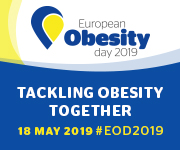 European
Obesity
day 2019
TACKLING OBESITY
TOGETHER
18 MAY 2019 #EOD2019